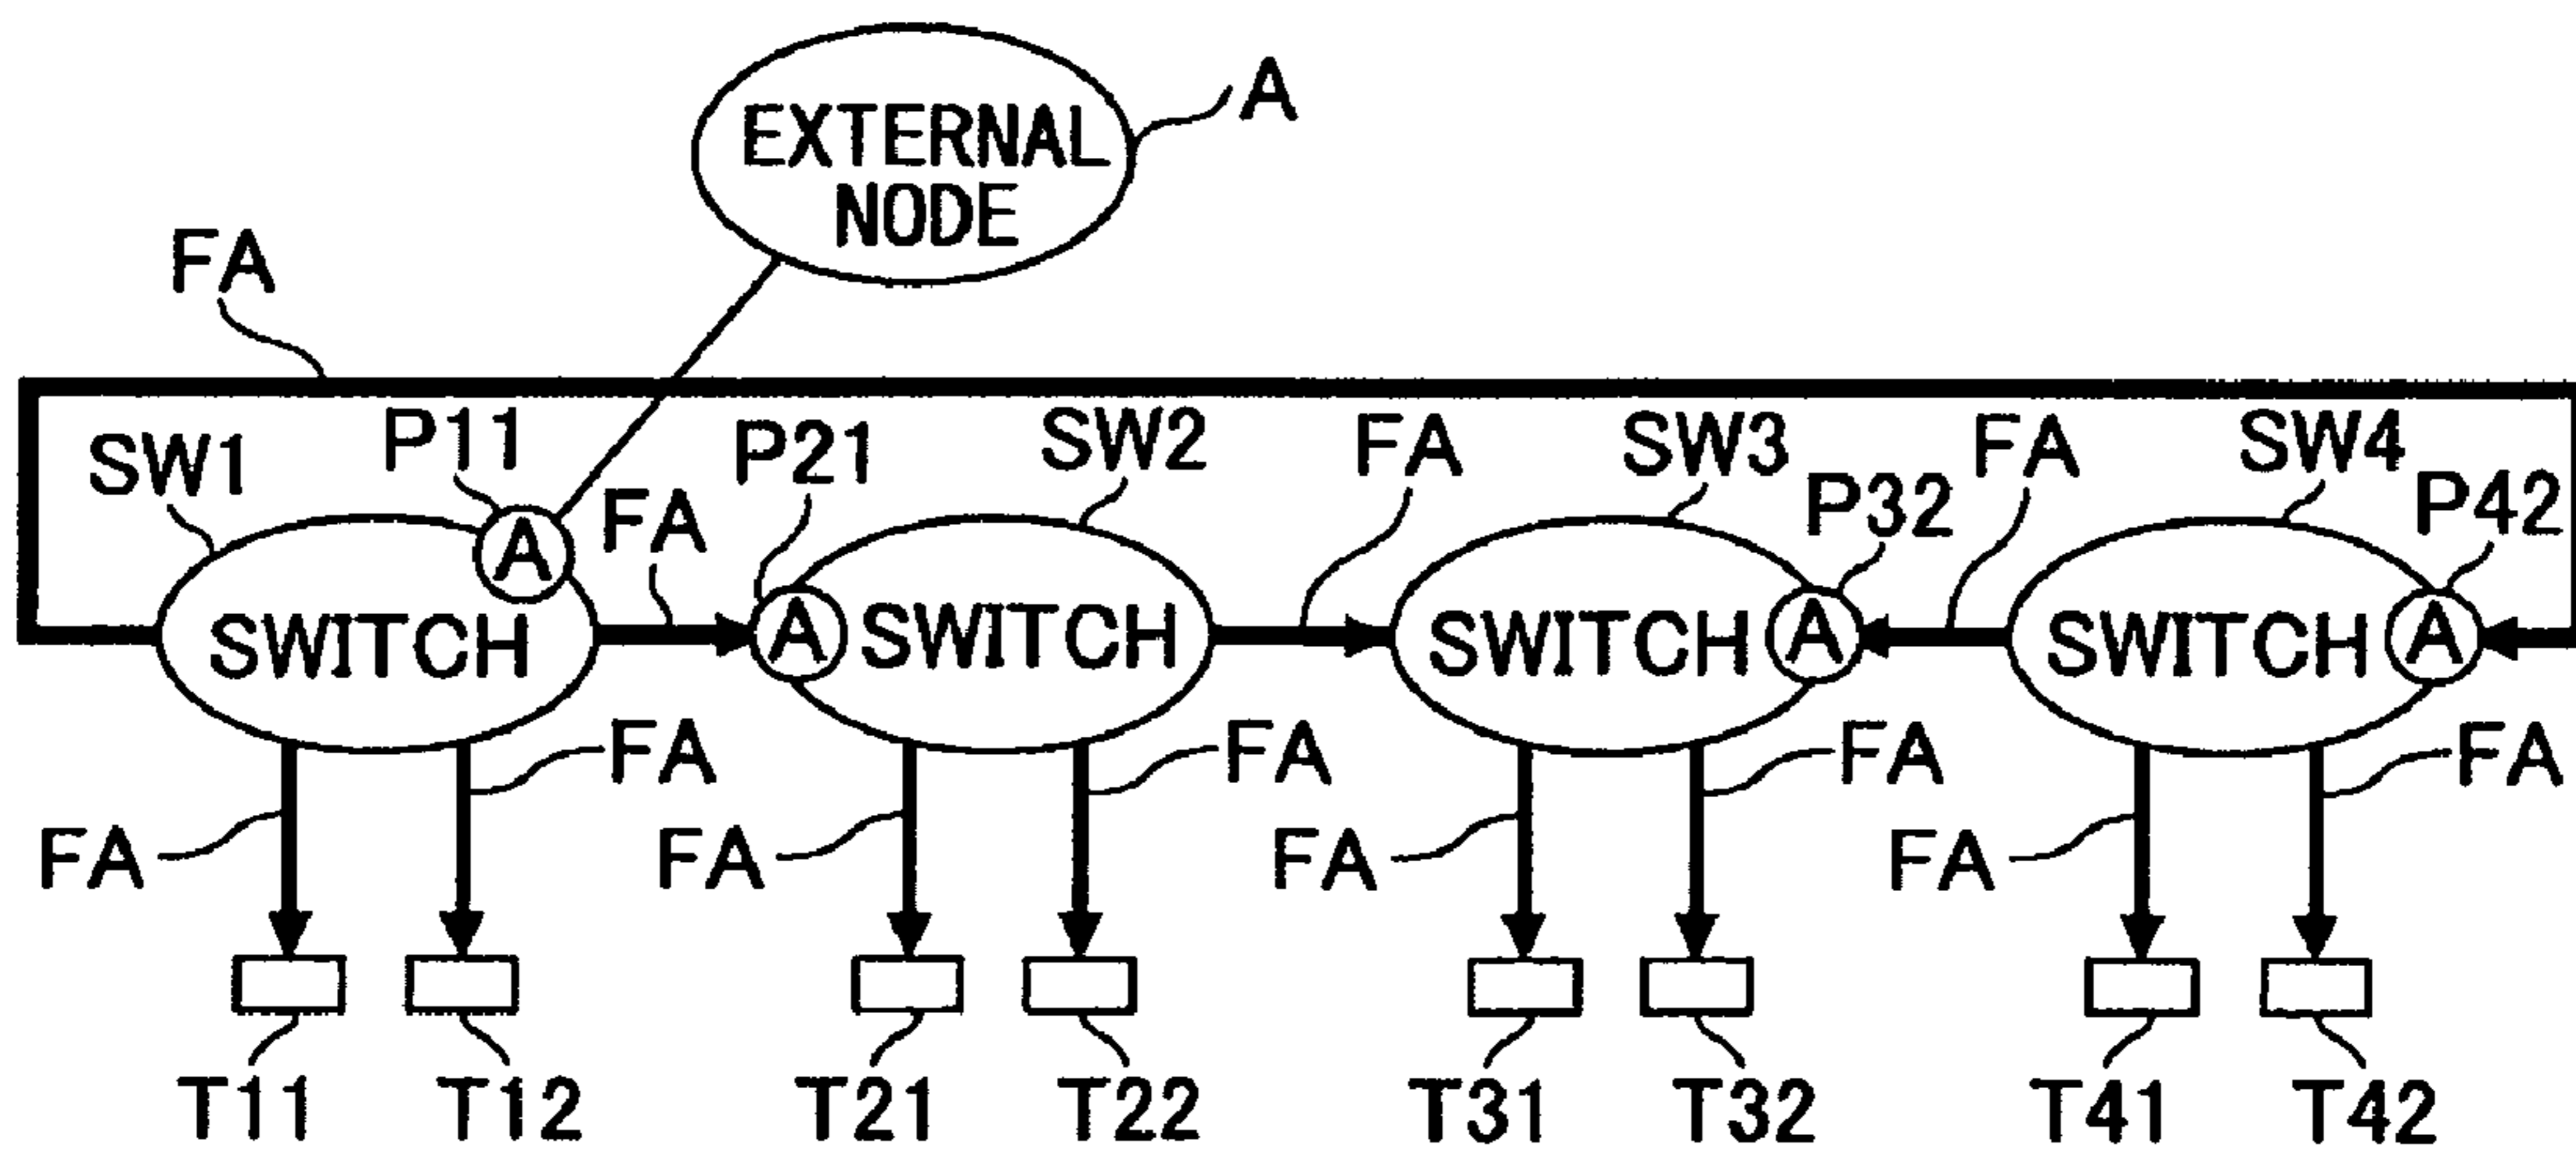 EXTERNAL
NODE
A
FA
SW1
P11
FA
P21
SW2
FA
SW3
P32
FA
SW4
P42
SWITCH
A
A
SWITCH
SWITCH
A
SWITCH
A
FA
FA
FA
FA
FA
FA
FA
FA
T11
T12
T21
T22
T31
T32
T41
T42